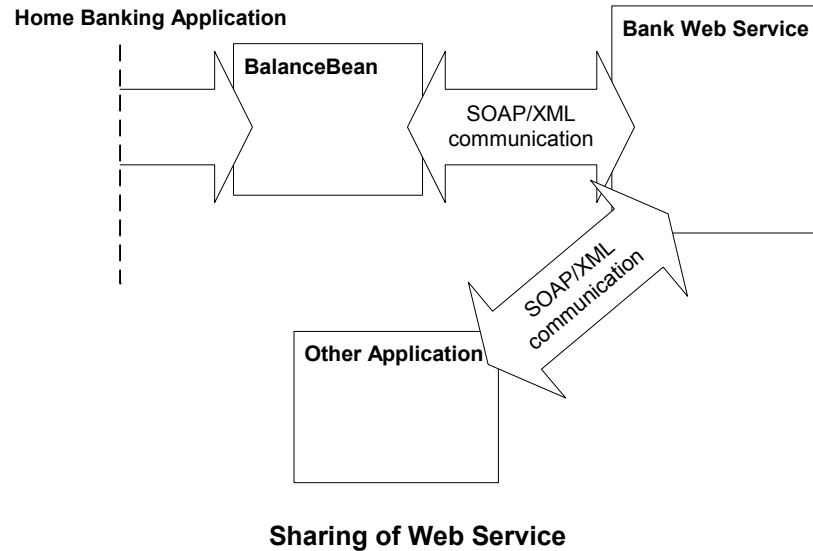 Home Banking Application
Bank Web Service
BalanceBean
SOAP/XML
communication
SOAP/XML
communication
Other Application
Sharing of Web Service